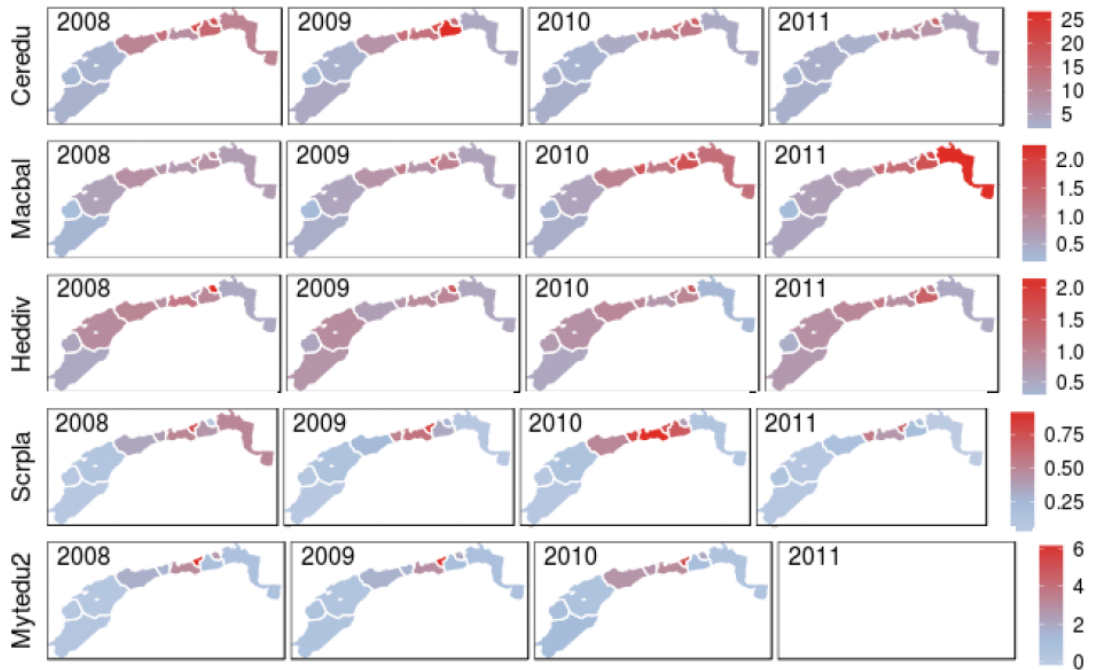 Ceredu 2008 2009 2010 2011 25 20 15 10 5
Macbal 2008 2009 2010 2011 2.0 1.5 1.0 0.5
Heddiv 2008 2009 2010 2011 2.0 1.5 1.0 0.5
Scrpla 2008 2009 2010 2011 0.75 0.50 0.25
Mytedu2 2008 2009 2010 2011 6 4 2 0